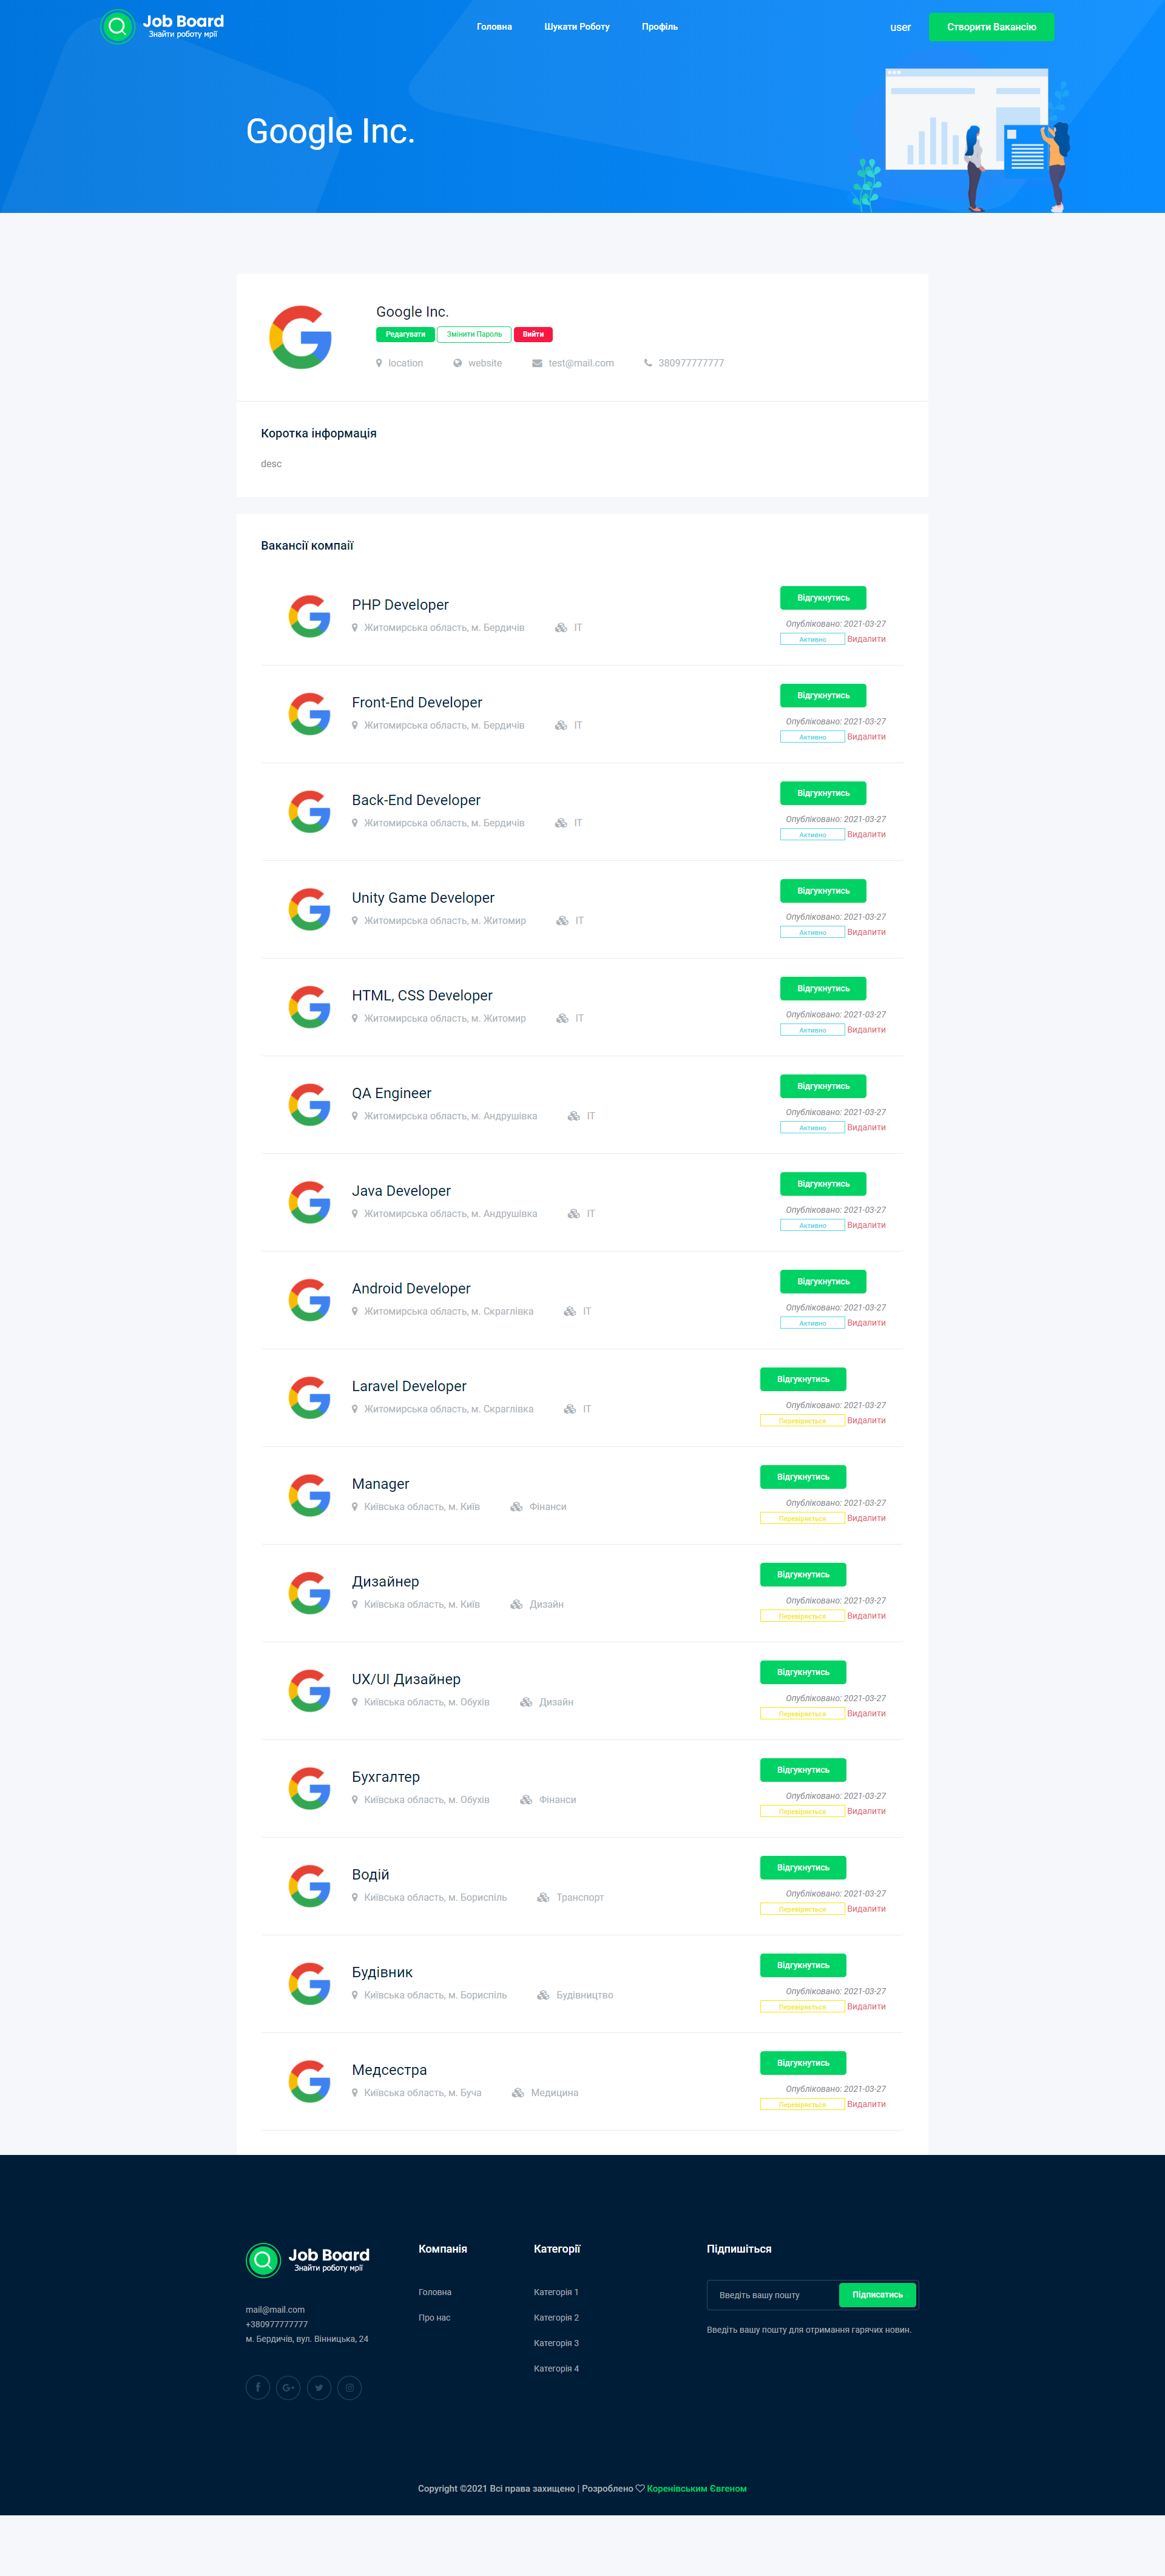 Job Board
Знайти роботу мрії
Головна Шукати Роботу Профіль
user Створити Вакансію
Google Inc.
Google Inc.
Редагувати Змінити Пароль Вийти
location website test@mail.com 380977777777
Коротка інформація
desc
Вакансії компаії
PHP Developer
Житомирська область, м. Бердичів IT
Відгукнутись
Опубліковано: 2021-03-27
Активно Видалити
Front-End Developer
Житомирська область, м. Бердичів IT
Відгукнутись
Опубліковано: 2021-03-27
Активно Видалити
Back-End Developer
Житомирська область, м. Бердичів IT
Відгукнутись
Опубліковано: 2021-03-27
Активно Видалити
Unity Game Developer
Житомирська область, м. Житомир IT
Відгукнутись
Опубліковано: 2021-03-27
Активно Видалити
HTML, CSS Developer
Житомирська область, м. Житомир IT
Відгукнутись
Опубліковано: 2021-03-27
Активно Видалити
QA Engineer
Житомирська область, м. Андрушівка IT
Відгукнутись
Опубліковано: 2021-03-27
Активно Видалити
Java Developer
Житомирська область, м. Андрушівка IT
Відгукнутись
Опубліковано: 2021-03-27
Активно Видалити
Android Developer
Житомирська область, м. Скраглівка IT
Відгукнутись
Опубліковано: 2021-03-27
Активно Видалити
Laravel Developer
Житомирська область, м. Скраглівка IT
Відгукнутись
Опубліковано: 2021-03-27
Перевіряється Видалити
Manager
Київська область, м. Київ Фінанси
Відгукнутись
Опубліковано: 2021-03-27
Перевіряється Видалити
Дизайнер
Київська область, м. Київ Дизайн
Відгукнутись
Опубліковано: 2021-03-27
Перевіряється Видалити
UX/UI Дизайнер
Київська область, м. Обухів Дизайн
Відгукнутись
Опубліковано: 2021-03-27
Перевіряється Видалити
Бухгалтер
Київська область, м. Обухів Фінанси
Відгукнутись
Опубліковано: 2021-03-27
Перевіряється Видалити
Водій
Київська область, м. Бориспіль Транспорт
Відгукнутись
Опубліковано: 2021-03-27
Перевіряється Видалити
Будівник
Київська область, м. Бориспіль Будівництво
Відгукнутись
Опубліковано: 2021-03-27
Перевіряється Видалити
Медсестра
Київська область, м. Буча Медицина
Відгукнутись
Опубліковано: 2021-03-27
Перевіряється Видалити
Job Board
Знайти роботу мрії
mail@mail.com
+380977777777
м. Бердичів, вул. Вінницька, 24
Компанія
Головна
Про нас
Категорії
Категорія 1
Категорія 2
Категорія 3
Категорія 4
Підпишіться
Введіть вашу пошту Підписатись
Введіть вашу пошту для отримання гарячих новин.
Copyright ©2021 Всі права захищено | Розроблено ♡ Коренівським Євгеном